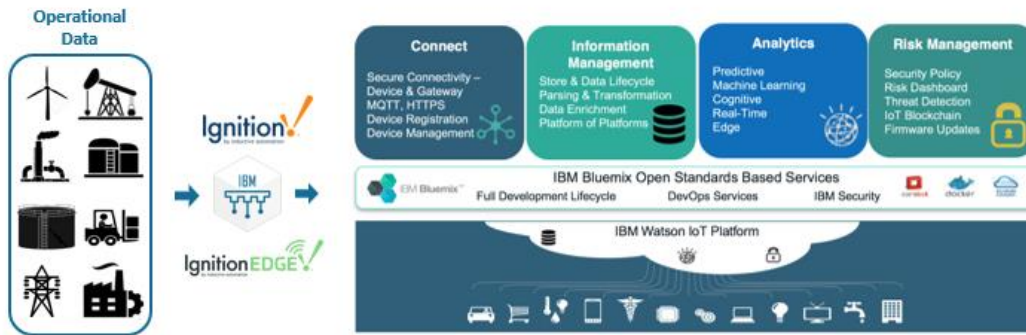 Operational
Data
Ignition!
by inductive automation
IBM
IgnitionEDGE!
by inductive automation
Connect
Secure Connectivity –
Device & Gateway
MQTT, HTTPS
Device Registration
Device Management
Information
Management
Store & Data Lifecycle
Parsing & Transformation
Data Enrichment
Platform of Platforms
Analytics
Predictive
Machine Learning
Cognitive
Real-Time
Edge
Risk Management
Security Policy
Risk Dashboard
Threat Detection
IoT Blockchain
Firmware Updates
IBM Bluemix™
IBM Bluemix Open Standards Based Services
Full Development Lifecycle
DevOps Services
IBM Security
docker
IBM Watson IoT Platform